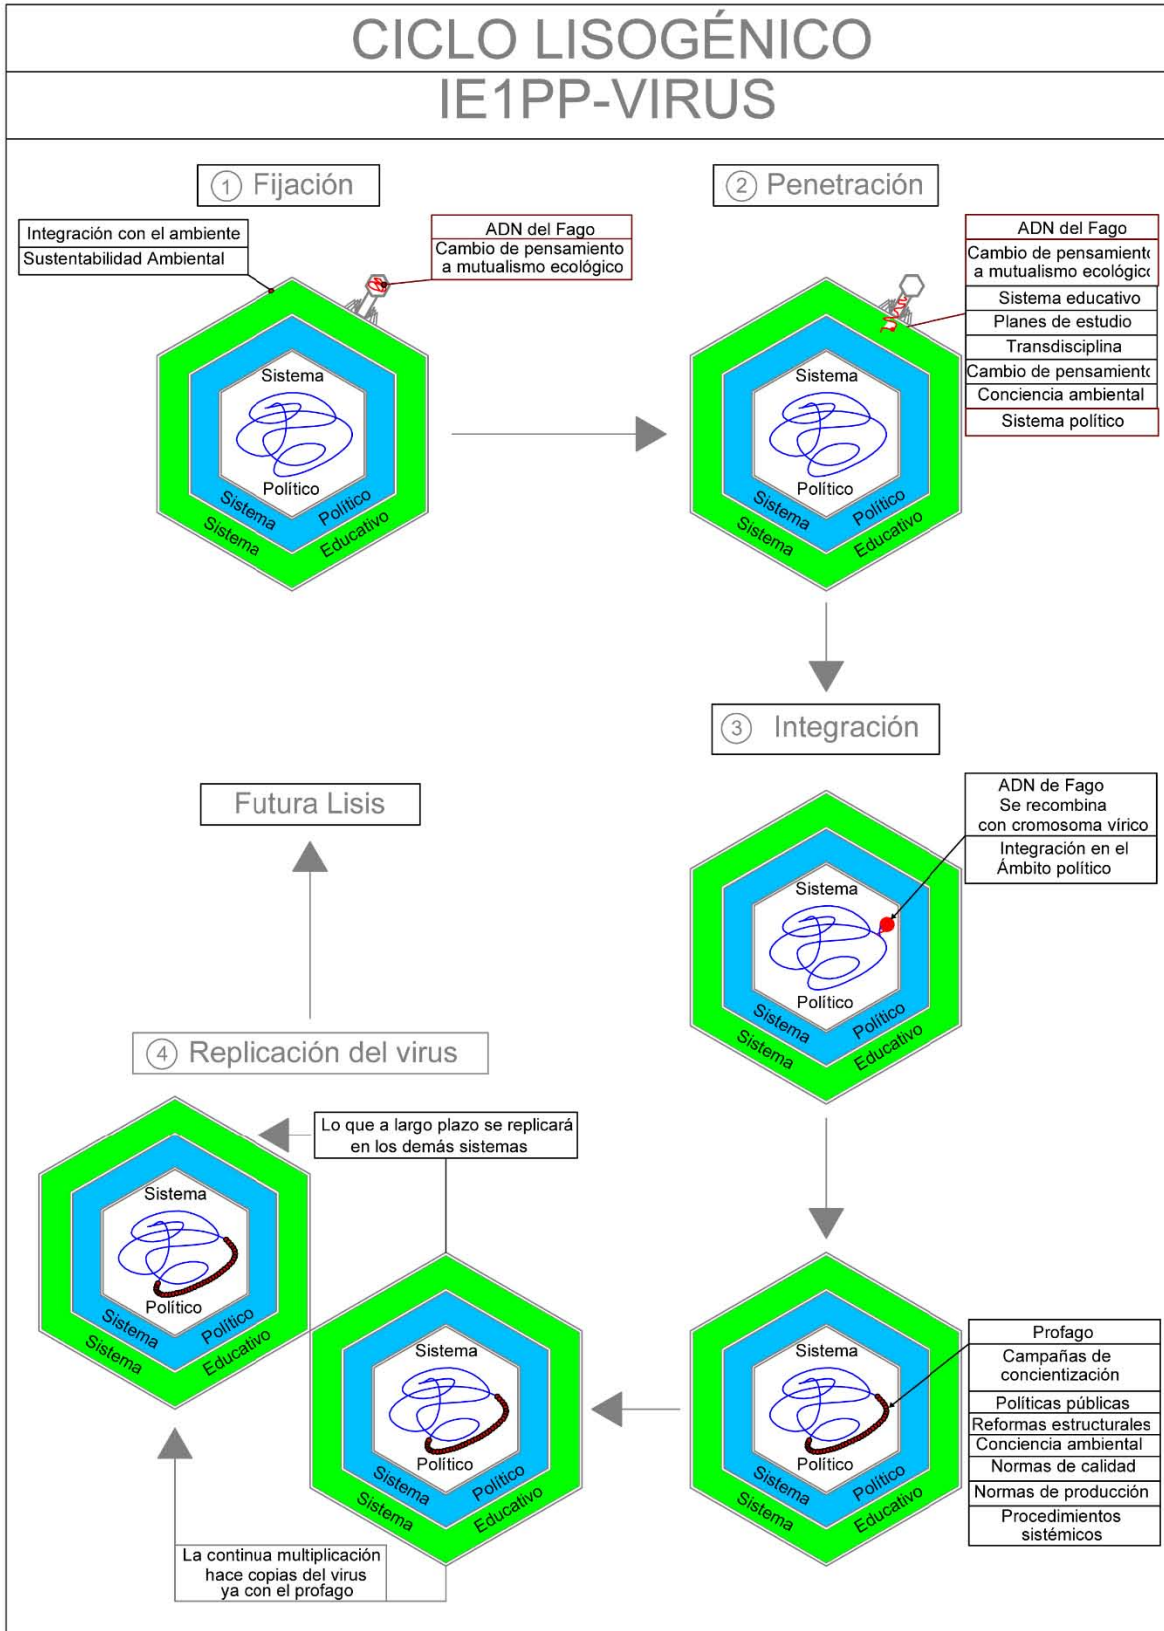 CICLO LISOGÉNICO
IE1PP-VIRUS
1 Fijación
Integración con el ambiente
Sustentabilidad Ambiental
ADN del Fago
Cambio de pensamiento
a mutualismo ecológico
Sistema
Político
Sistema Político
Sistema Educativo
2 Penetración
ADN del Fago
Cambio de pensamiento
a mutualismo ecológico
Sistema educativo
Planes de estudio
Transdisciplina
Cambio de pensamiento
Conciencia ambiental
Sistema político
Sistema
Político
Sistema Político
Sistema Educativo
3 Integración
ADN de Fago
Se recombina
con cromosoma vírico
Integración en el
Ámbito político
Sistema
Político
Sistema Político
Sistema Educativo
Profago
Campañas de
concientización
Políticas públicas
Reformas estructurales
Conciencia ambiental
Normas de calidad
Normas de producción
Procedimientos
sistémicos
Sistema
Político
Sistema Político
Sistema Educativo
Futura Lisis
4 Replicación del virus
Lo que a largo plazo se replicará
en los demás sistemas
Sistema
Político
Sistema Político
Sistema Educativo
Sistema
Político
Sistema Político
Sistema Educativo
La continua multiplicación
hace copias del virus
ya con el profago